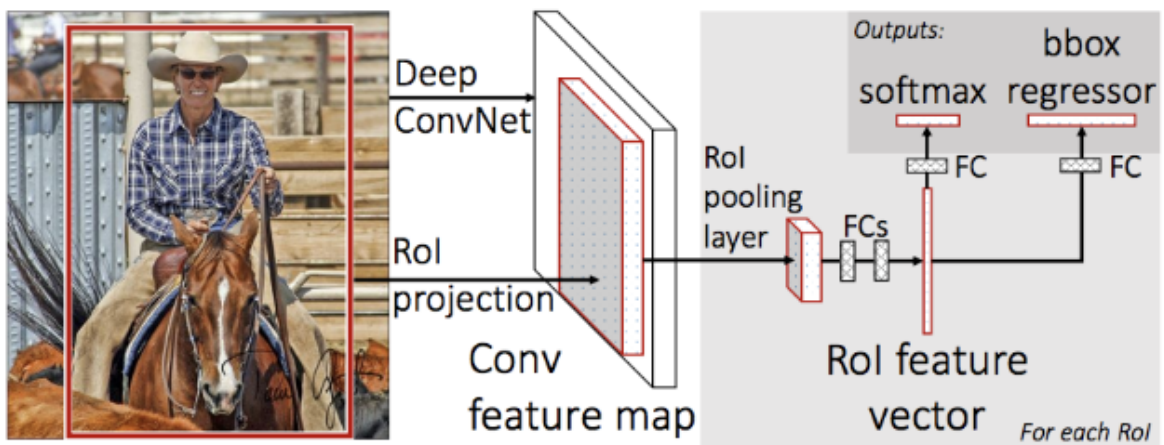 Deep
ConvNet
RoI
projection
Conv
feature map
RoI
pooling
layer
FCs
RoI feature
vector
For each RoI
Outputs:
softmax
bbox
regressor
FC
FC